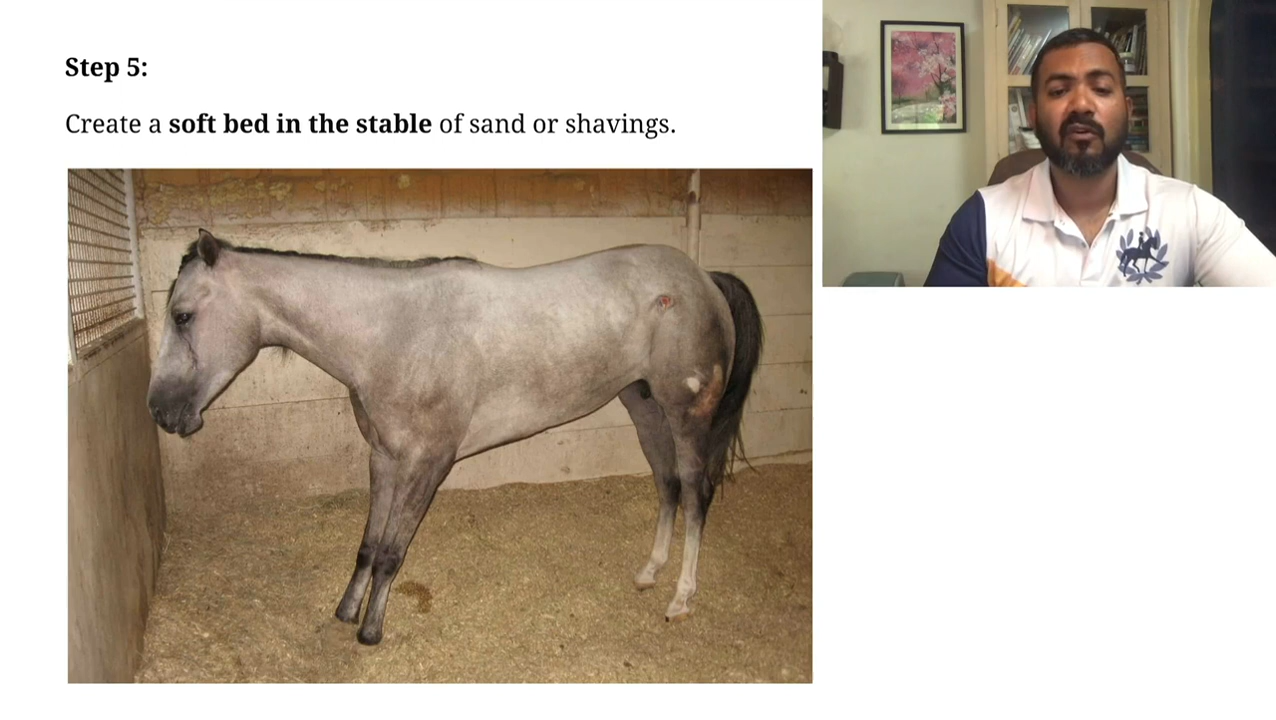 Step 5:
Create a soft bed in the stable of sand or shavings.